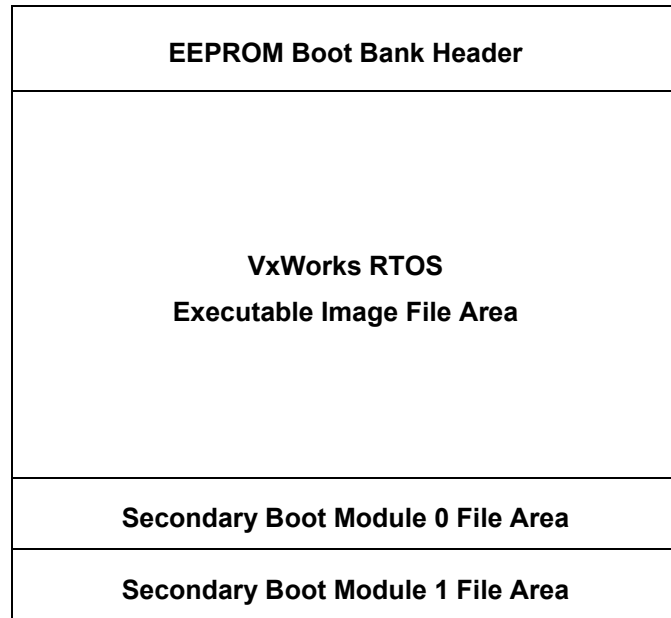 EEPROM Boot Bank Header
VxWorks RTOS
Executable Image File Area
Secondary Boot Module 0 File Area
Secondary Boot Module 1 File Area